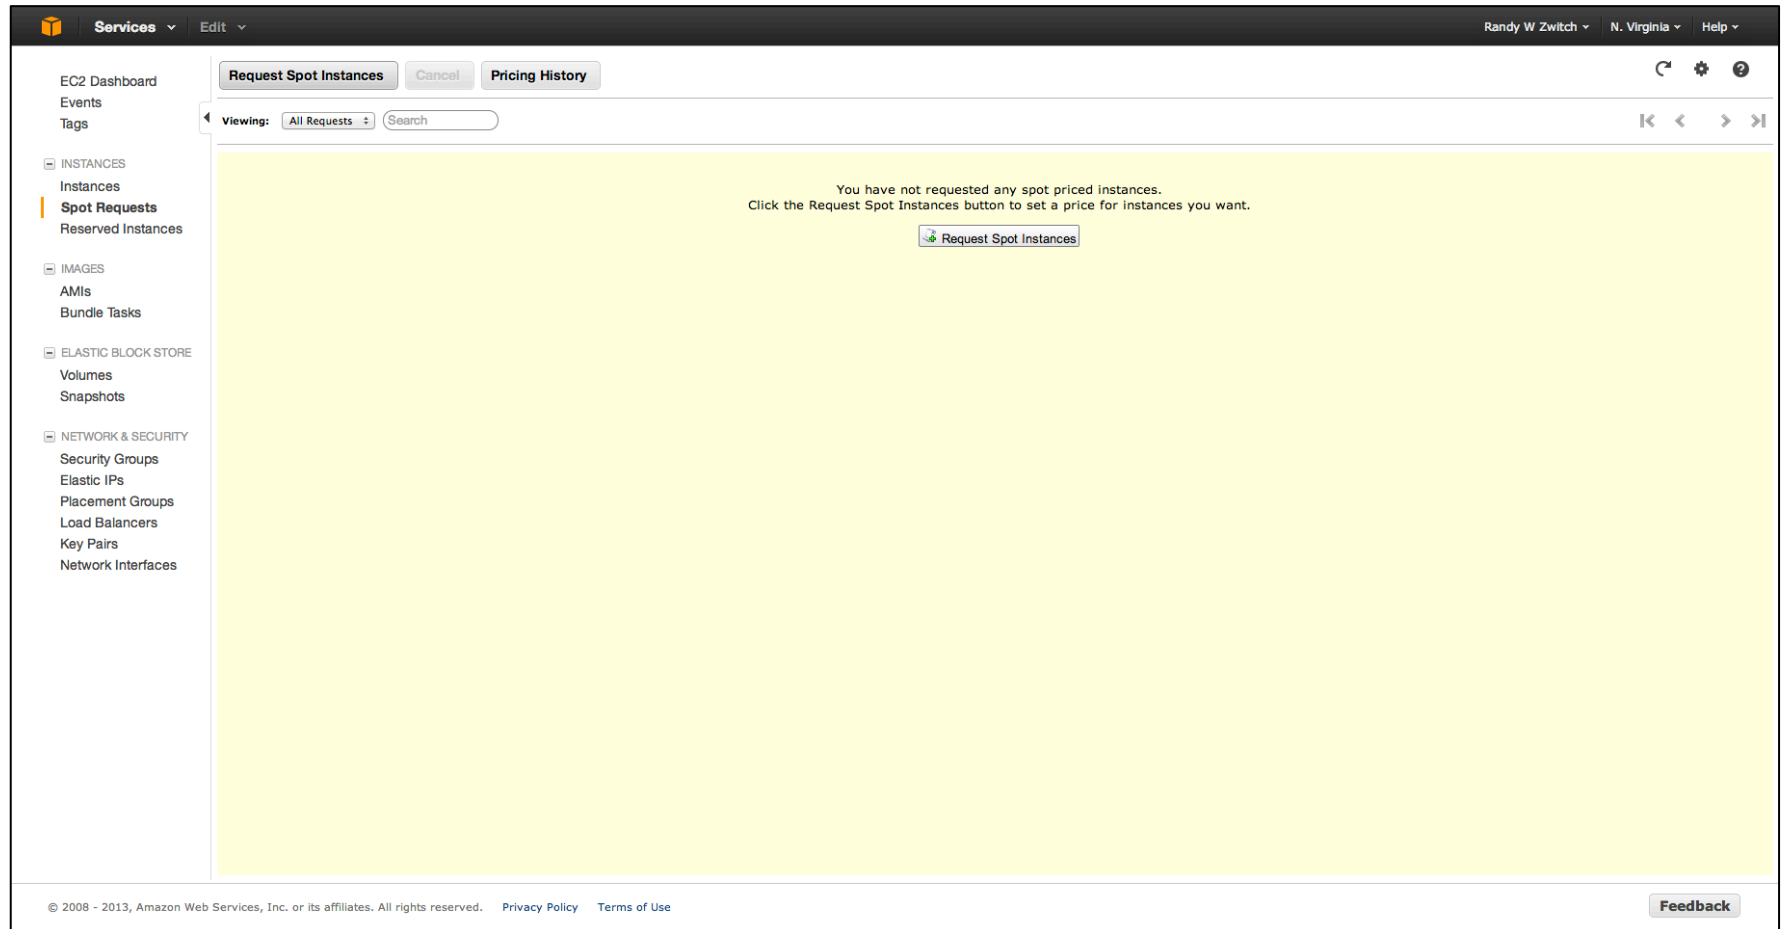 Services Edit Randy W Zwitch N. Virginia Help
EC2 Dashboard
Events
Tags
INSTANCES
Instances
Spot Requests
Reserved Instances
IMAGES
AMIs
Bundle Tasks
ELASTIC BLOCK STORE
Volumes
Snapshots
NETWORK & SECURITY
Security Groups
Elastic IPs
Placement Groups
Load Balancers
Key Pairs
Network Interfaces
Request Spot Instances Cancel Pricing History
Viewing: All Requests Search
You have not requested any spot priced instances.
Click the Request Spot Instances button to set a price for instances you want.
Request Spot Instances
© 2008 - 2013, Amazon Web Services, Inc. or its affiliates. All rights reserved. Privacy Policy Terms of Use Feedback